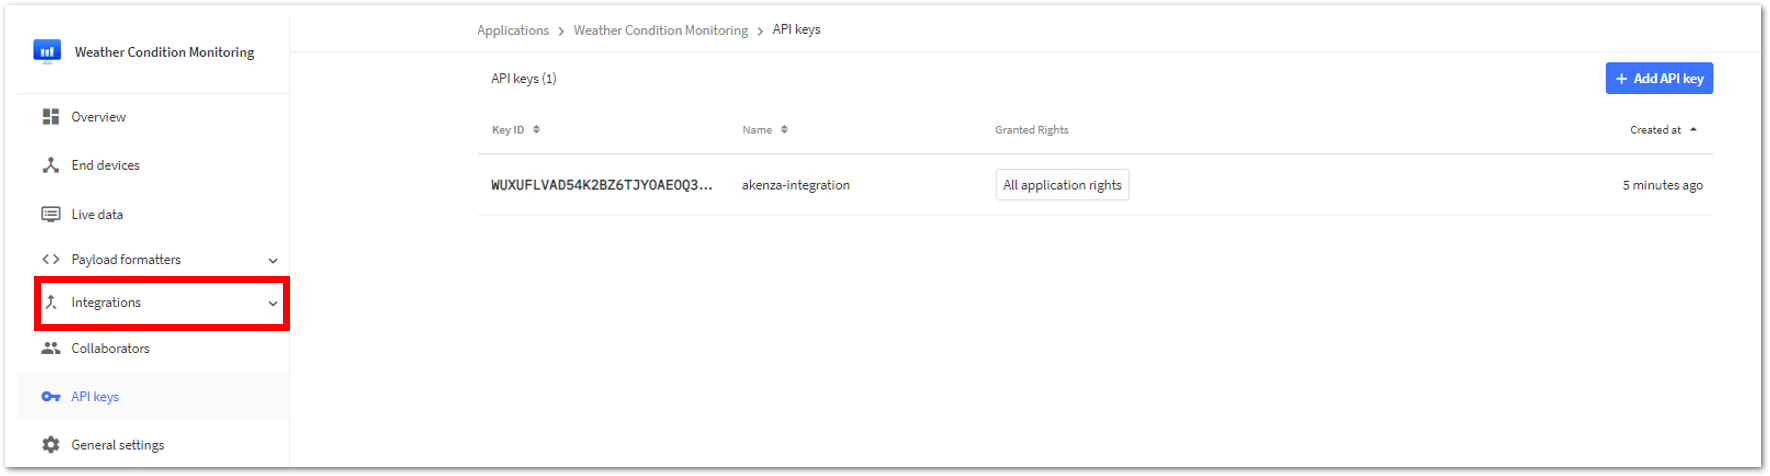 Weather Condition Monitoring
Overview
End devices
Live data
Payload formatters
Integrations
Collaborators
API keys
General settings
Applications > Weather Condition Monitoring > API keys
API keys (1)
+ Add API key
Key ID Name Granted Rights Created at
WUXUFLVAD54K2BZ6TJYOAEOQ3... akenza-integration All application rights 5 minutes ago